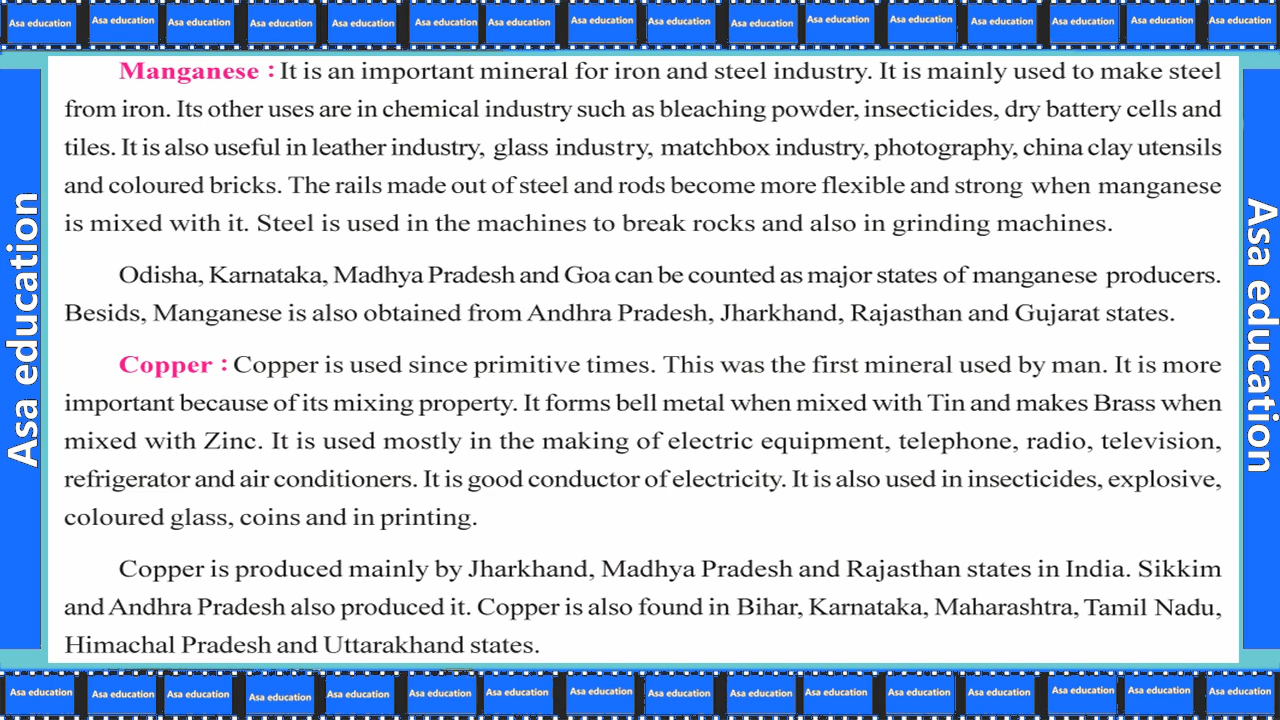 Asa education Asa education Asa education Asa education Asa education Asa education Asa education Asa education Asa education Asa education Asa education Asa education Asa education Asa education Asa education Asa education
Manganese : It is an important mineral for iron and steel industry. It is mainly used to make steel
from iron. Its other uses are in chemical industry such as bleaching powder, insecticides, dry battery cells and
tiles. It is also useful in leather industry, glass industry, matchbox industry, photography, china clay utensils
and coloured bricks. The rails made out of steel and rods become more flexible and strong when manganese
is mixed with it. Steel is used in the machines to break rocks and also in grinding machines.
Odisha, Karnataka, Madhya Pradesh and Goa can be counted as major states of manganese producers.
Besids, Manganese is also obtained from Andhra Pradesh, Jharkhand, Rajasthan and Gujarat states.
Copper : Copper is used since primitive times. This was the first mineral used by man. It is more
important because of its mixing property. It forms bell metal when mixed with Tin and makes Brass when
mixed with Zinc. It is used mostly in the making of electric equipment, telephone, radio, television,
refrigerator and air conditioners. It is good conductor of electricity. It is also used in insecticides, explosive,
coloured glass, coins and in printing.
Copper is produced mainly by Jharkhand, Madhya Pradesh and Rajasthan states in India. Sikkim
and Andhra Pradesh also produced it. Copper is also found in Bihar, Karnataka, Maharashtra, Tamil Nadu,
Himachal Pradesh and Uttarakhand states.
Asa education
Asa education
Asa education Asa education Asa education Asa education Asa education Asa education Asa education Asa education Asa education Asa education Asa education Asa education Asa education Asa education Asa education Asa education